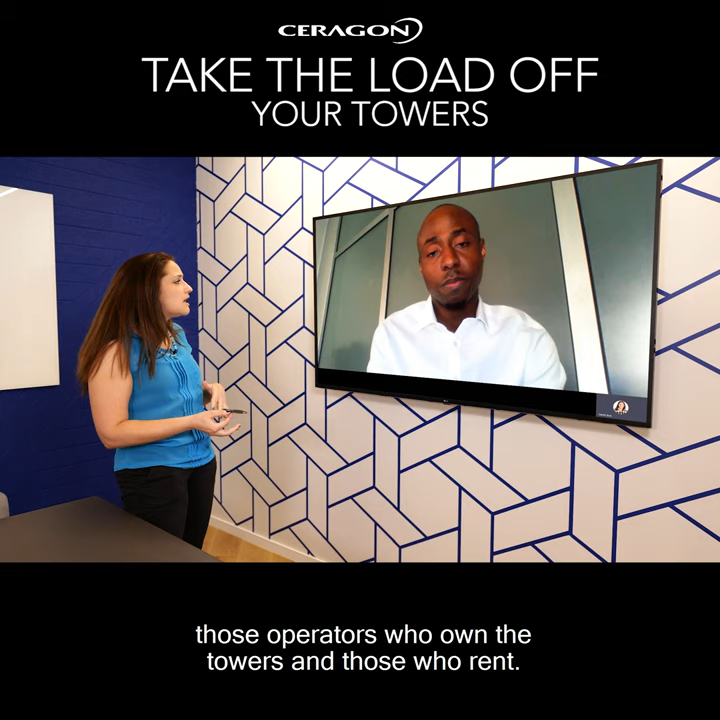 CERAGON
TAKE THE LOAD OFF
YOUR TOWERS
those operators who own the
towers and those who rent.